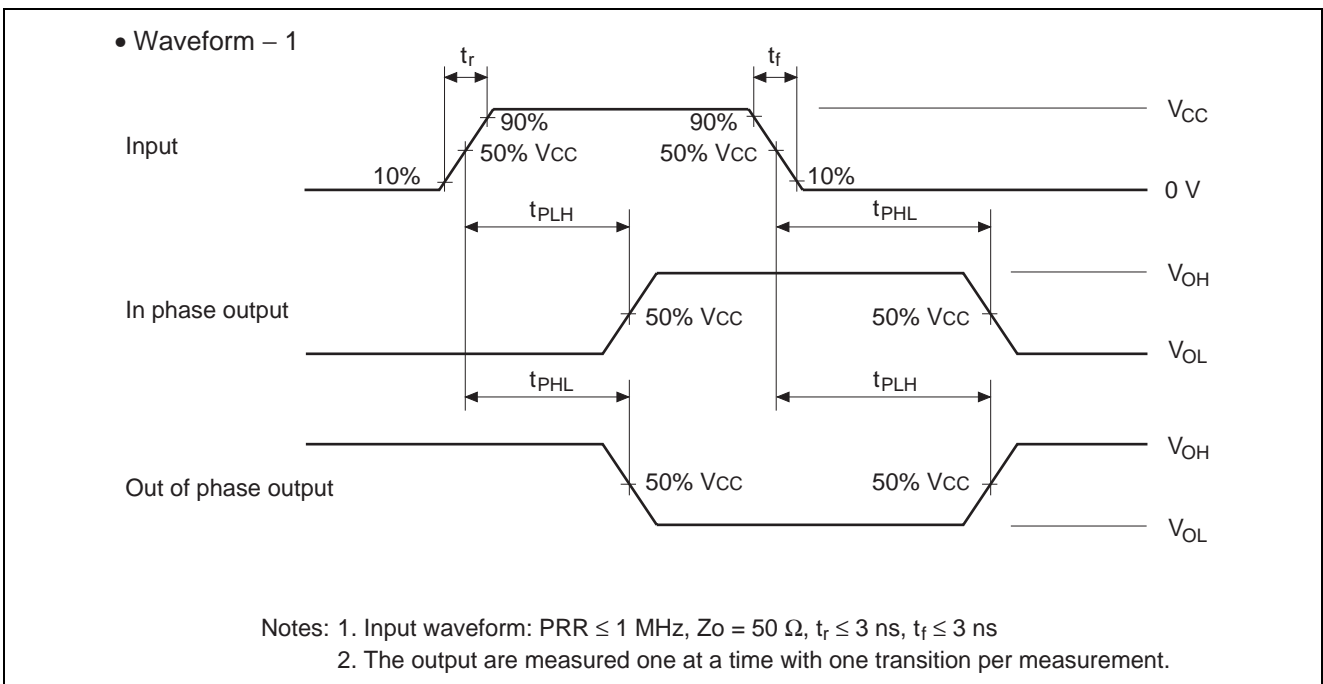 • Waveform – 1
tr tf
Input
90% 90%
50% VCC 50% VCC
10% 10%
VCC
0 V
tPLH tPHL
In phase output
50% VCC 50% VCC
VOH
VOL
tPHL tPLH
Out of phase output
50% VCC 50% VCC
VOH
VOL
Notes: 1. Input waveform: PRR ≤ 1 MHz, Zo = 50 Ω, tr ≤ 3 ns, tf ≤ 3 ns
2. The output are measured one at a time with one transition per measurement.